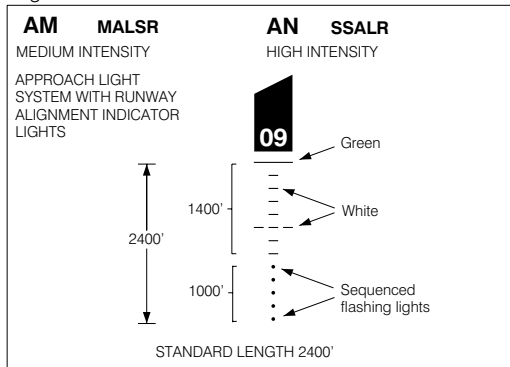 AM MALSR
MEDIUM INTENSITY
AN SSALR
HIGH INTENSITY
APPROACH LIGHT
SYSTEM WITH RUNWAY
ALIGNMENT INDICATOR
LIGHTS
09
Green
1400'
White
2400'
1000'
Sequenced
flashing lights
STANDARD LENGTH 2400'